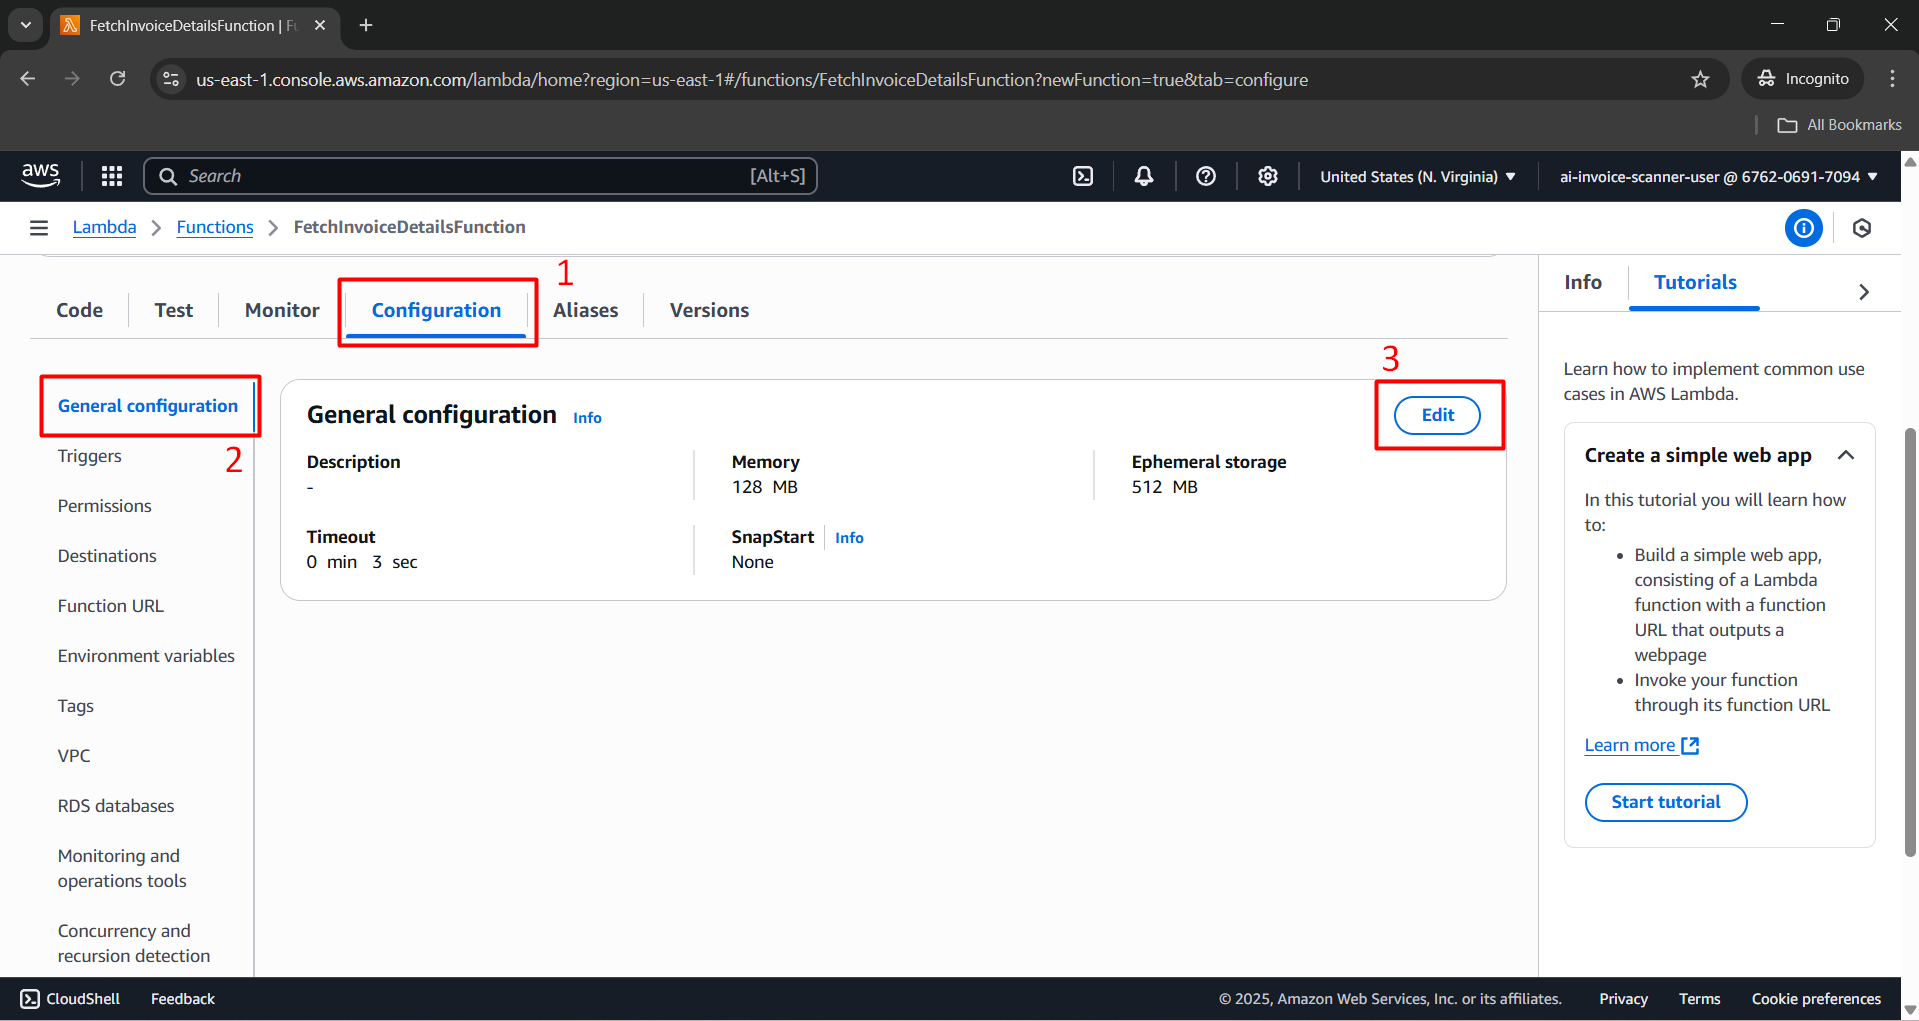 FetchInvoiceDetailsFunction | Fu
us-east-1.console.aws.amazon.com/lambda/home?region=us-east-1#/functions/FetchInvoiceDetailsFunction?newFunction=true&tab=configure
Incognito
All Bookmarks
aws
Search
[Alt+S]
United States (N. Virginia)
ai-invoice-scanner-user @ 6762-0691-7094
Lambda
Functions
FetchInvoiceDetailsFunction
1
Code
Test
Monitor
Configuration
Aliases
Versions
General configuration
2
Triggers
Permissions
Destinations
Function URL
Environment variables
Tags
VPC
RDS databases
Monitoring and
operations tools
Concurrency and
recursion detection
General configuration Info
3
Edit
Description
-
Memory
128 MB
Ephemeral storage
512 MB
Timeout
0 min 3 sec
SnapStart Info
None
Info
Tutorials
Learn how to implement common use
cases in AWS Lambda.
Create a simple web app
In this tutorial you will learn how
to:
• Build a simple web app,
consisting of a Lambda
function with a function
URL that outputs a
webpage
• Invoke your function
through its function URL
Learn more
Start tutorial
CloudShell
Feedback
© 2025, Amazon Web Services, Inc. or its affiliates.
Privacy
Terms
Cookie preferences